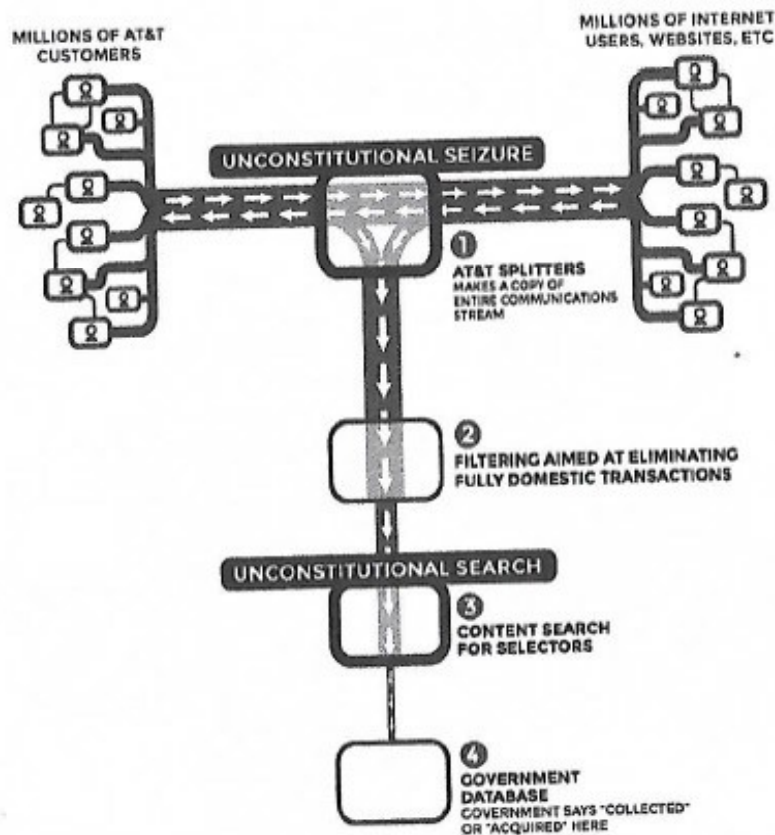 MILLIONS OF AT&T
CUSTOMERS
MILLIONS OF INTERNET
USERS, WEBSITES, ETC
UNCONSTITUTIONAL SEIZURE
1
AT&T SPLITTERS
MAKES A COPY OF
ENTIRE COMMUNICATIONS
STREAM
2
FILTERING AIMED AT ELIMINATING
FULLY DOMESTIC TRANSACTIONS
UNCONSTITUTIONAL SEARCH
3
CONTENT SEARCH
FOR SELECTORS
4
GOVERNMENT
DATABASE
GOVERNMENT SAYS "COLLECTED"
OR "ACQUIRED" HERE